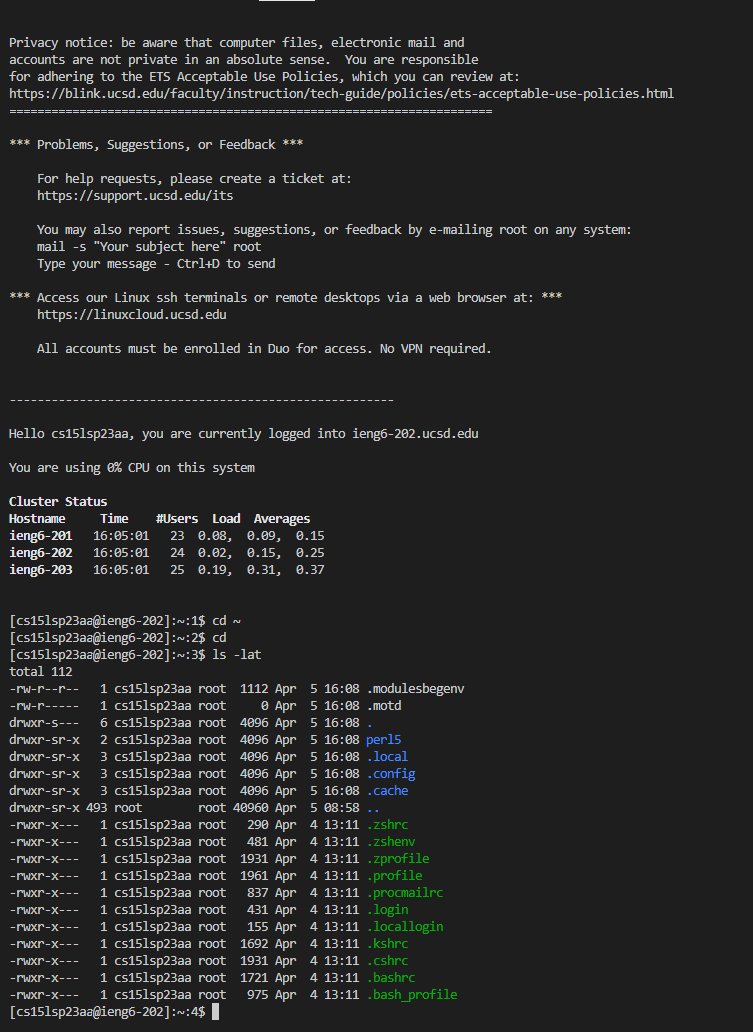 Privacy notice: be aware that computer files, electronic mail and
accounts are not private in an absolute sense.  You are responsible
for adhering to the ETS Acceptable Use Policies, which you can review at:
https://blink.ucsd.edu/faculty/instruction/tech-guide/policies/ets-acceptable-use-policies.html
=====================================================================
*** Problems, Suggestions, or Feedback ***
    For help requests, please create a ticket at:
    https://support.ucsd.edu/its
    You may also report issues, suggestions, or feedback by e-mailing root on any system:
    mail -s "Your subject here" root
    Type your message - Ctrl+D to send
*** Access our Linux ssh terminals or remote desktops via a web browser at: ***
    https://linuxcloud.ucsd.edu
    All accounts must be enrolled in Duo for access. No VPN required.
-------------------------------------------------------
Hello cs15lsp23aa, you are currently logged into ieng6-202.ucsd.edu
You are using 0% CPU on this system
Cluster Status
Hostname     Time    #Users  Load  Averages
ieng6-201   16:05:01   23  0.08,  0.09,  0.15
ieng6-202   16:05:01   24  0.02,  0.15,  0.25
ieng6-203   16:05:01   25  0.19,  0.31,  0.37
[cs15lsp23aa@ieng6-202]:~:1$ cd ~
[cs15lsp23aa@ieng6-202]:~:2$ cd
[cs15lsp23aa@ieng6-202]:~:3$ ls -lat
total 112
-rw-r--r--   1 cs15lsp23aa root  1112 Apr  5 16:08 .modulesbegenv
-rw-r-----   1 cs15lsp23aa root     0 Apr  5 16:08 .motd
drwxr-s---   6 cs15lsp23aa root  4096 Apr  5 16:08 .
drwxr-sr-x   2 cs15lsp23aa root  4096 Apr  5 16:08 perl5
drwxr-sr-x   3 cs15lsp23aa root  4096 Apr  5 16:08 .local
drwxr-sr-x   3 cs15lsp23aa root  4096 Apr  5 16:08 .config
drwxr-sr-x   3 cs15lsp23aa root  4096 Apr  5 16:08 .cache
drwxr-sr-x 493 root        root 40960 Apr  5 08:58 ..
-rwxr-x---   1 cs15lsp23aa root   290 Apr  4 13:11 .zshrc
-rwxr-x---   1 cs15lsp23aa root   481 Apr  4 13:11 .zshenv
-rwxr-x---   1 cs15lsp23aa root  1931 Apr  4 13:11 .zprofile
-rwxr-x---   1 cs15lsp23aa root  1961 Apr  4 13:11 .profile
-rwxr-x---   1 cs15lsp23aa root   837 Apr  4 13:11 .procmailrc
-rwxr-x---   1 cs15lsp23aa root   431 Apr  4 13:11 .login
-rwxr-x---   1 cs15lsp23aa root   155 Apr  4 13:11 .locallogin
-rwxr-x---   1 cs15lsp23aa root  1692 Apr  4 13:11 .kshrc
-rwxr-x---   1 cs15lsp23aa root  1931 Apr  4 13:11 .cshrc
-rwxr-x---   1 cs15lsp23aa root  1721 Apr  4 13:11 .bashrc
-rwxr-x---   1 cs15lsp23aa root   975 Apr  4 13:11 .bash_profile
[cs15lsp23aa@ieng6-202]:~:4$